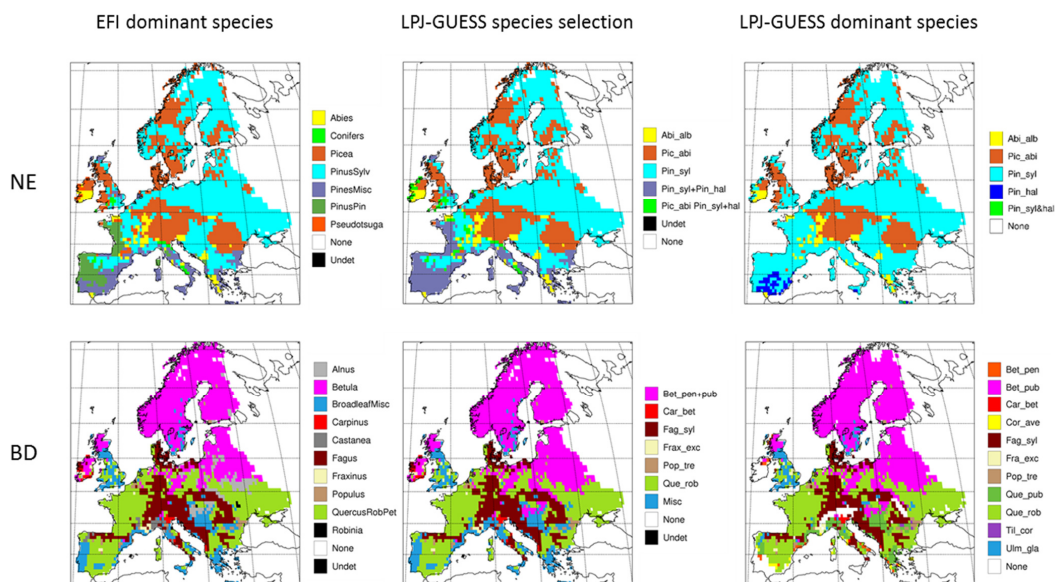 EFI dominant species
LPJ-GUESS species selection
LPJ-GUESS dominant species
NE
Abies
Conifers
Picea
PinusSylv
PinesMisc
PinusPin
Pseudotsuga
None
Undet
Abi_alb
Pic_abi
Pin_syl
Pin_syl+Pin_hal
Pic_abi Pin_syl+hal
Undet
None
Abi_alb
Pic_abi
Pin_syl
Pin_hal
Pin_syl&hal
None
BD
Alnus
Betula
BroadleafMisc
Carpinus
Castanea
Fagus
Fraxinus
Populus
QuercusRobPet
Robinia
None
Undet
Bet_pen+pub
Car_bet
Fag_syl
Frax_exc
Pop_tre
Que_rob
Misc
None
Undet
Bet_pen
Bet_pub
Car_bet
Cor_ave
Fag_syl
Fra_exc
Pop_tre
Que_pub
Que_rob
Til_cor
Ulm_gla
None